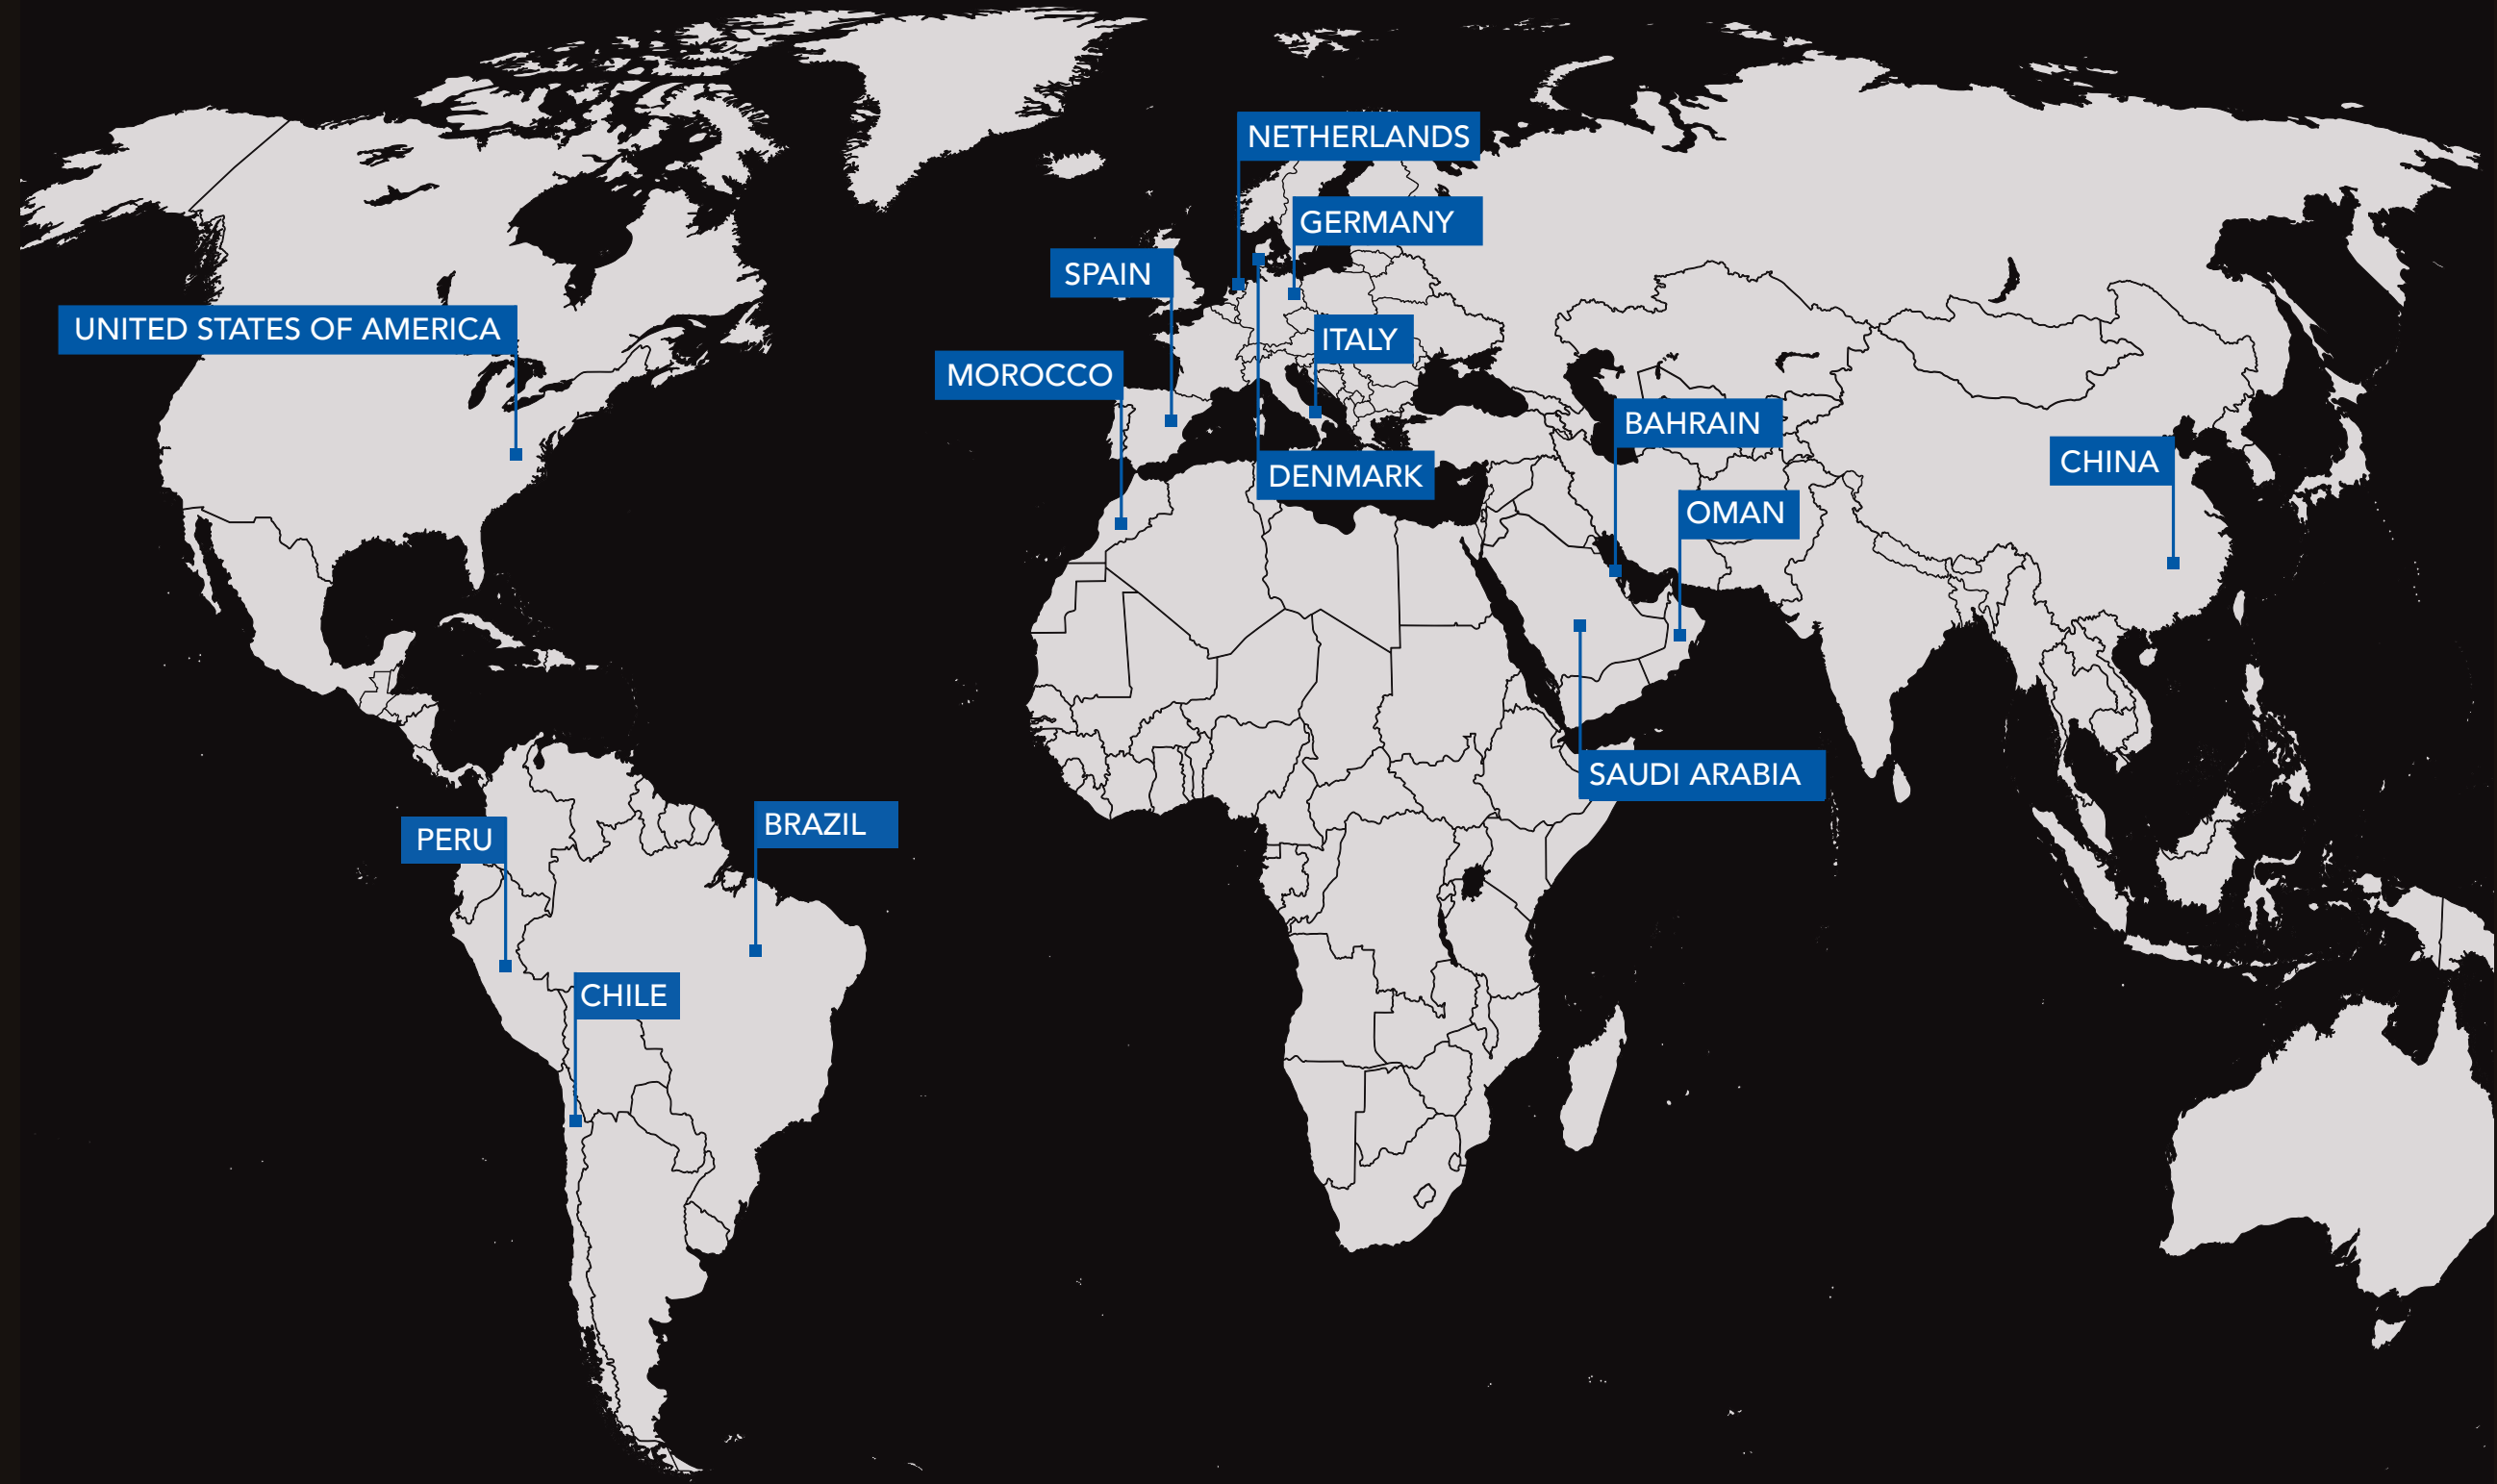 NETHERLANDS
GERMANY
SPAIN
UNITED STATES OF AMERICA
ITALY
MOROCCO
BAHRAIN
CHINA
DENMARK
OMAN
SAUDI ARABIA
BRAZIL
PERU
CHILE